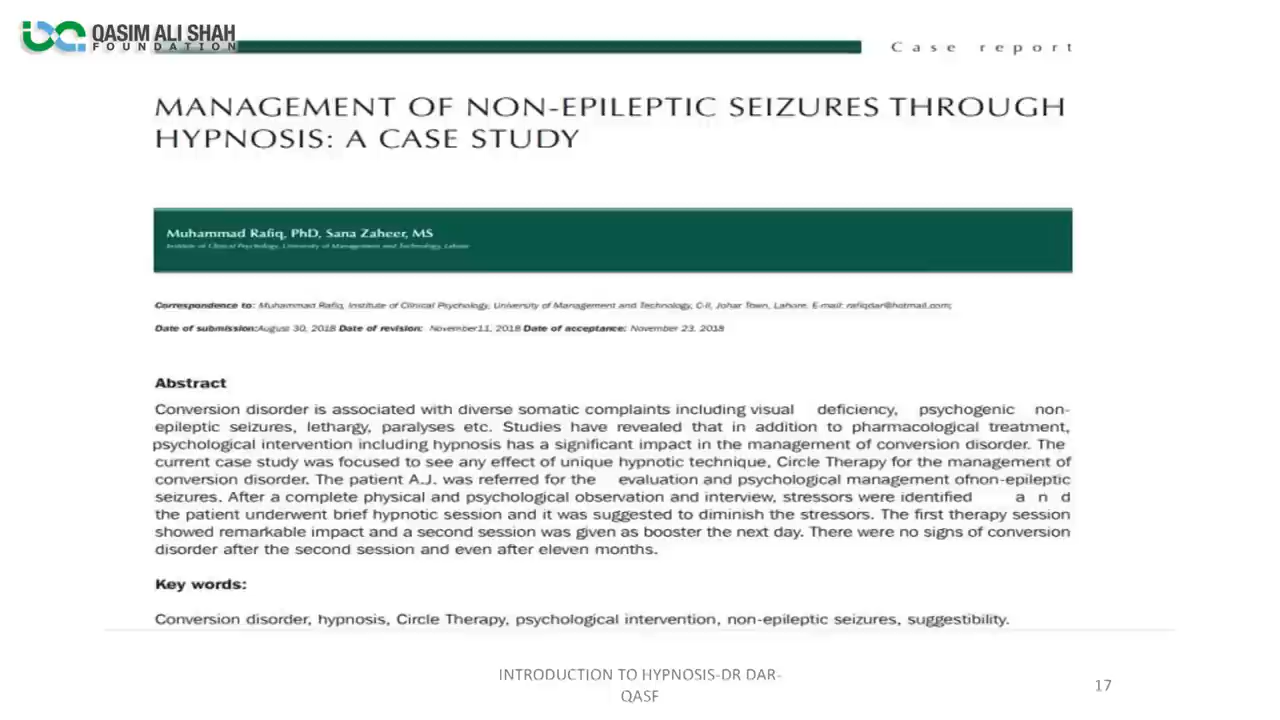 QASIM ALI SHAH
FOUNDATION
Case report
MANAGEMENT OF NON-EPILEPTIC SEIZURES THROUGH
HYPNOSIS: A CASE STUDY
Muhammad Rafiq, PhD, Sana Zaheer, MS
Institute of Clinical Psychology, University of Management and Technology, Lahore
Correspondence to: Muhammad Rafiq, Institute of Clinical Psychology, University of Management and Technology, C-II, Johar Town, Lahore. E-mail: rafiqdar@hotmail.com;
Date of submission:August 30, 2018 Date of revision: November11, 2018 Date of acceptance: November 23, 2018
Abstract
Conversion disorder is associated with diverse somatic complaints including visual deficiency, psychogenic non-
epileptic seizures, lethargy, paralyses etc. Studies have revealed that in addition to pharmacological treatment,
psychological intervention including hypnosis has a significant impact in the management of conversion disorder. The
current case study was focused to see any effect of unique hypnotic technique, Circle Therapy for the management of
conversion disorder. The patient A.J. was referred for the evaluation and psychological management ofnon-epileptic
seizures. After a complete physical and psychological observation and interview, stressors were identified a n d
the patient underwent brief hypnotic session and it was suggested to diminish the stressors. The first therapy session
showed remarkable impact and a second session was given as booster the next day. There were no signs of conversion
disorder after the second session and even after eleven months.
Key words:
Conversion disorder, hypnosis, Circle Therapy, psychological intervention, non-epileptic seizures, suggestibility.
INTRODUCTION TO HYPNOSIS-DR DAR-
QASF
17